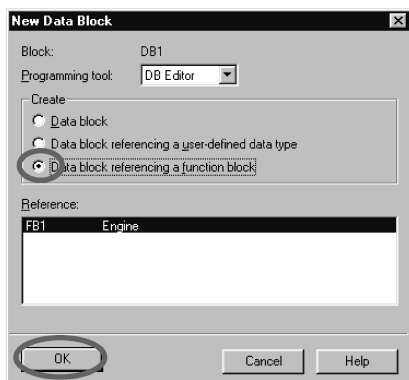 New Data Block
Block: DB1
Programming tool: DB Editor
Create
Data block
Data block referencing a user-defined data type
Data block referencing a function block
Reference:
FB1 Engine
OK Cancel Help